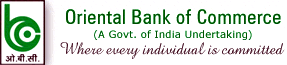 Oriental Bank of Commerce
(A Govt. of India Undertaking)
Where every individual is committed
ओ.बी.सी.